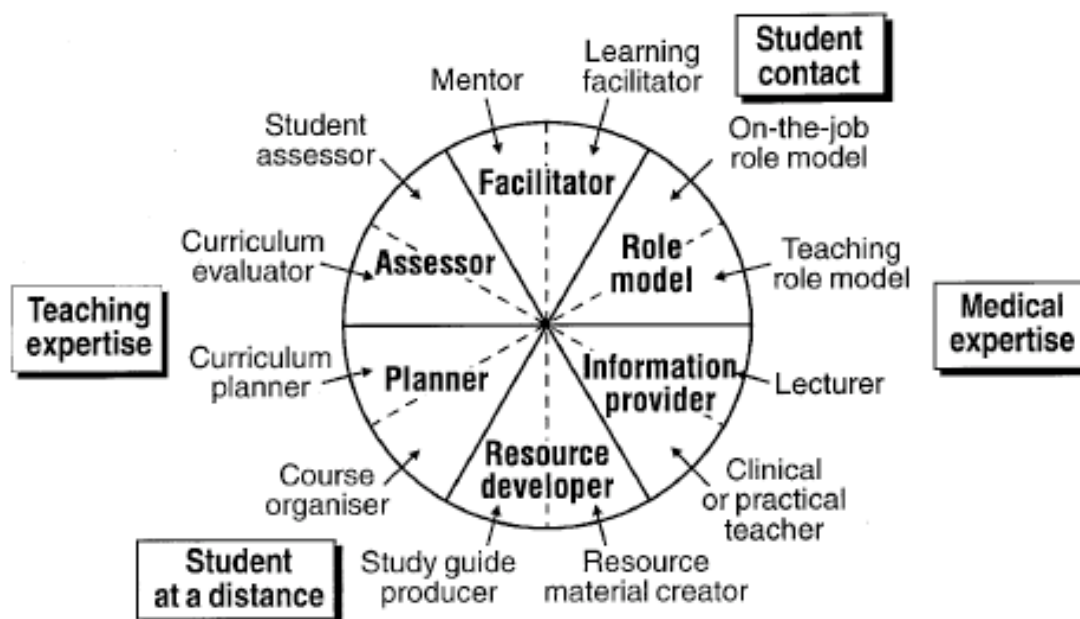 Student
contact
Learning
facilitator
Mentor
On-the-job
role model
Student
assessor
Facilitator
Role
model
Teaching
role model
Curriculum
evaluator
Assessor
Teaching
expertise
Medical
expertise
Curriculum
planner
Planner
Information
provider
Lecturer
Resource
developer
Course
organiser
Clinical
or practical
teacher
Study guide
producer
Resource
material creator
Student
at a distance